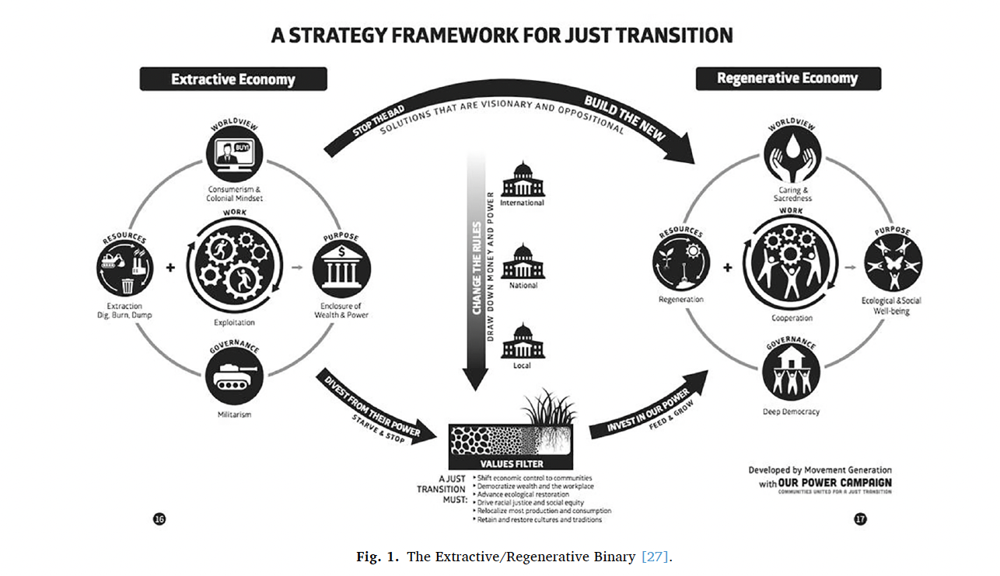 A STRATEGY FRAMEWORK FOR JUST TRANSITION
Extractive Economy
Regenerative Economy
STOP THE BAD
BUILD THE NEW
SOLUTIONS THAT ARE VISIONARY AND OPPOSITIONAL
WORLDVIEW
BUY!
Consumerism &
Colonial Mindset
RESOURCES
Extraction
Dig, Burn, Dump
+
WORK
Exploitation
→
PURPOSE
$
Enclosure of
Wealth & Power
GOVERNANCE
Militarism
CHANGE THE RULES
DRAW DOWN MONEY AND POWER
International
National
Local
WORLDVIEW
Caring &
Sacredness
RESOURCES
Regeneration
+
WORK
Cooperation
→
PURPOSE
Ecological & Social
Well-being
GOVERNANCE
Deep Democracy
DIVEST FROM THEIR POWER
STARVE & STOP
INVEST IN OUR POWER
FEED & GROW
VALUES FILTER
A JUST
TRANSITION
MUST:
• Shift economic control to communities
• Democratize wealth and the workplace
• Advance ecological restoration
• Drive racial justice and social equity
• Relocalize most production and consumption
• Retain and restore cultures and traditions
Developed by Movement Generation
with OUR POWER CAMPAIGN
COMMUNITIES UNITED FOR A JUST TRANSITION
16
17
Fig. 1. The Extractive/Regenerative Binary [27].